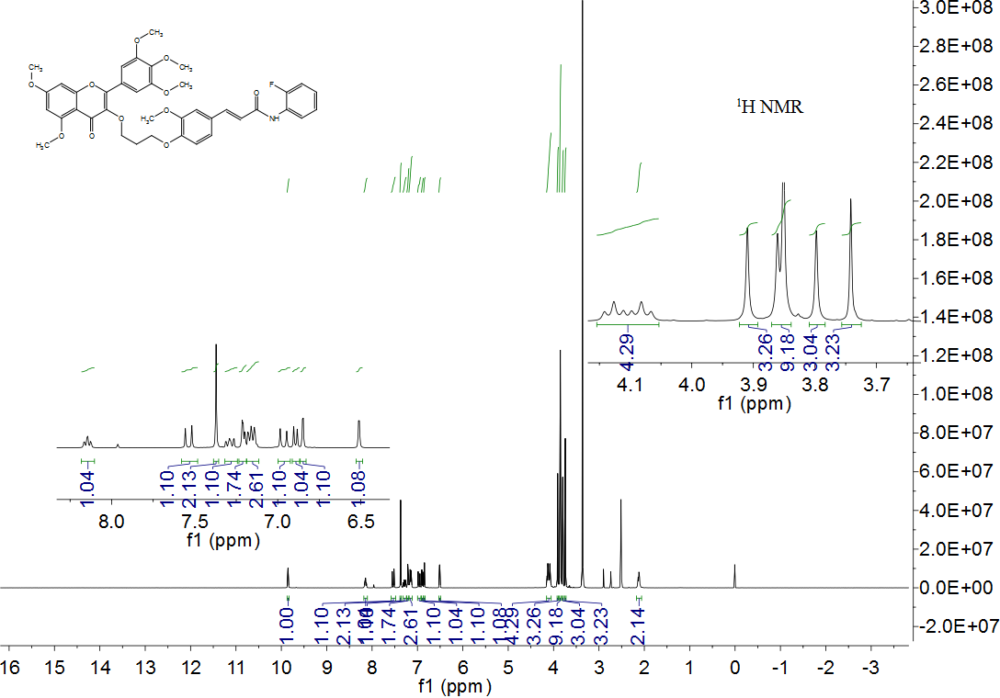 3.0E+08
2.8E+08
2.6E+08
2.4E+08
2.2E+08
2.0E+08
1.8E+08
1.6E+08
1.4E+08
1.2E+08
1.0E+08
8.0E+07
6.0E+07
4.0E+07
2.0E+07
0.0E+00
-2.0E+07
¹H NMR
O CH₃
CH₃ O
O CH₃
O CH₃
O
O
O
O
CH₃ O
H₃C O
O
O
F
NH
4.29
3.26
9.18
3.04
3.23
4.1 4.0 3.9 3.8 3.7
f1 (ppm)
1.04
1.10
2.13
1.10
1.74
2.61
1.10
1.04
1.10
1.08
8.0 7.5 7.0 6.5
f1 (ppm)
1.00
1.10
2.13
1.74
2.61
1.10
1.04
1.10
1.08
4.29
3.26
9.18
3.04
3.23
2.14
16 15 14 13 12 11 10 9 8 7 6 5 4 3 2 1 0 -1 -2 -3
f1 (ppm)